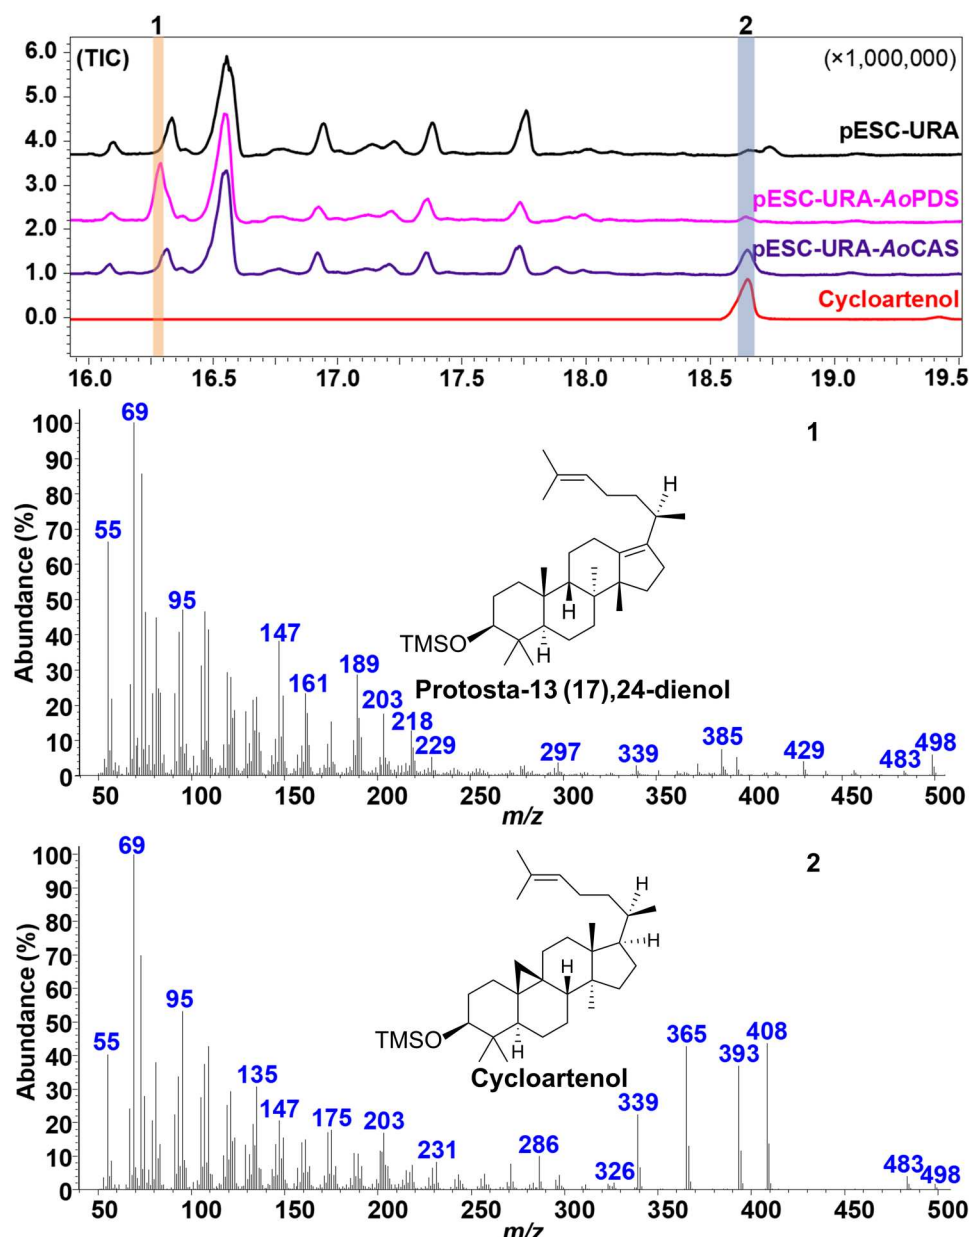 1 2
6.0 (TIC) (×1,000,000)
5.0
4.0 pESC-URA
3.0
2.0 pESC-URA-AoPDS
1.0 pESC-URA-AoCAS
0.0 Cycloartenol
16.0 16.5 17.0 17.5 18.0 18.5 19.0 19.5
1
Abundance (%)
100
90
80
70
60
50
40
30
20
10
0
69
55
95
147
161
189
203
218
229
297
339
385
429
483
498
H
H
H
TMSO
Protosta-13 (17),24-dienol
50 100 150 200 250 300 350 400 450 500
m/z
2
Abundance (%)
100
90
80
70
60
50
40
30
20
10
0
69
55
95
135
147
175
203
231
286
326
339
365
393
408
483
498
H
H
H
H
TMSO
Cycloartenol
50 100 150 200 250 300 350 400 450 500
m/z